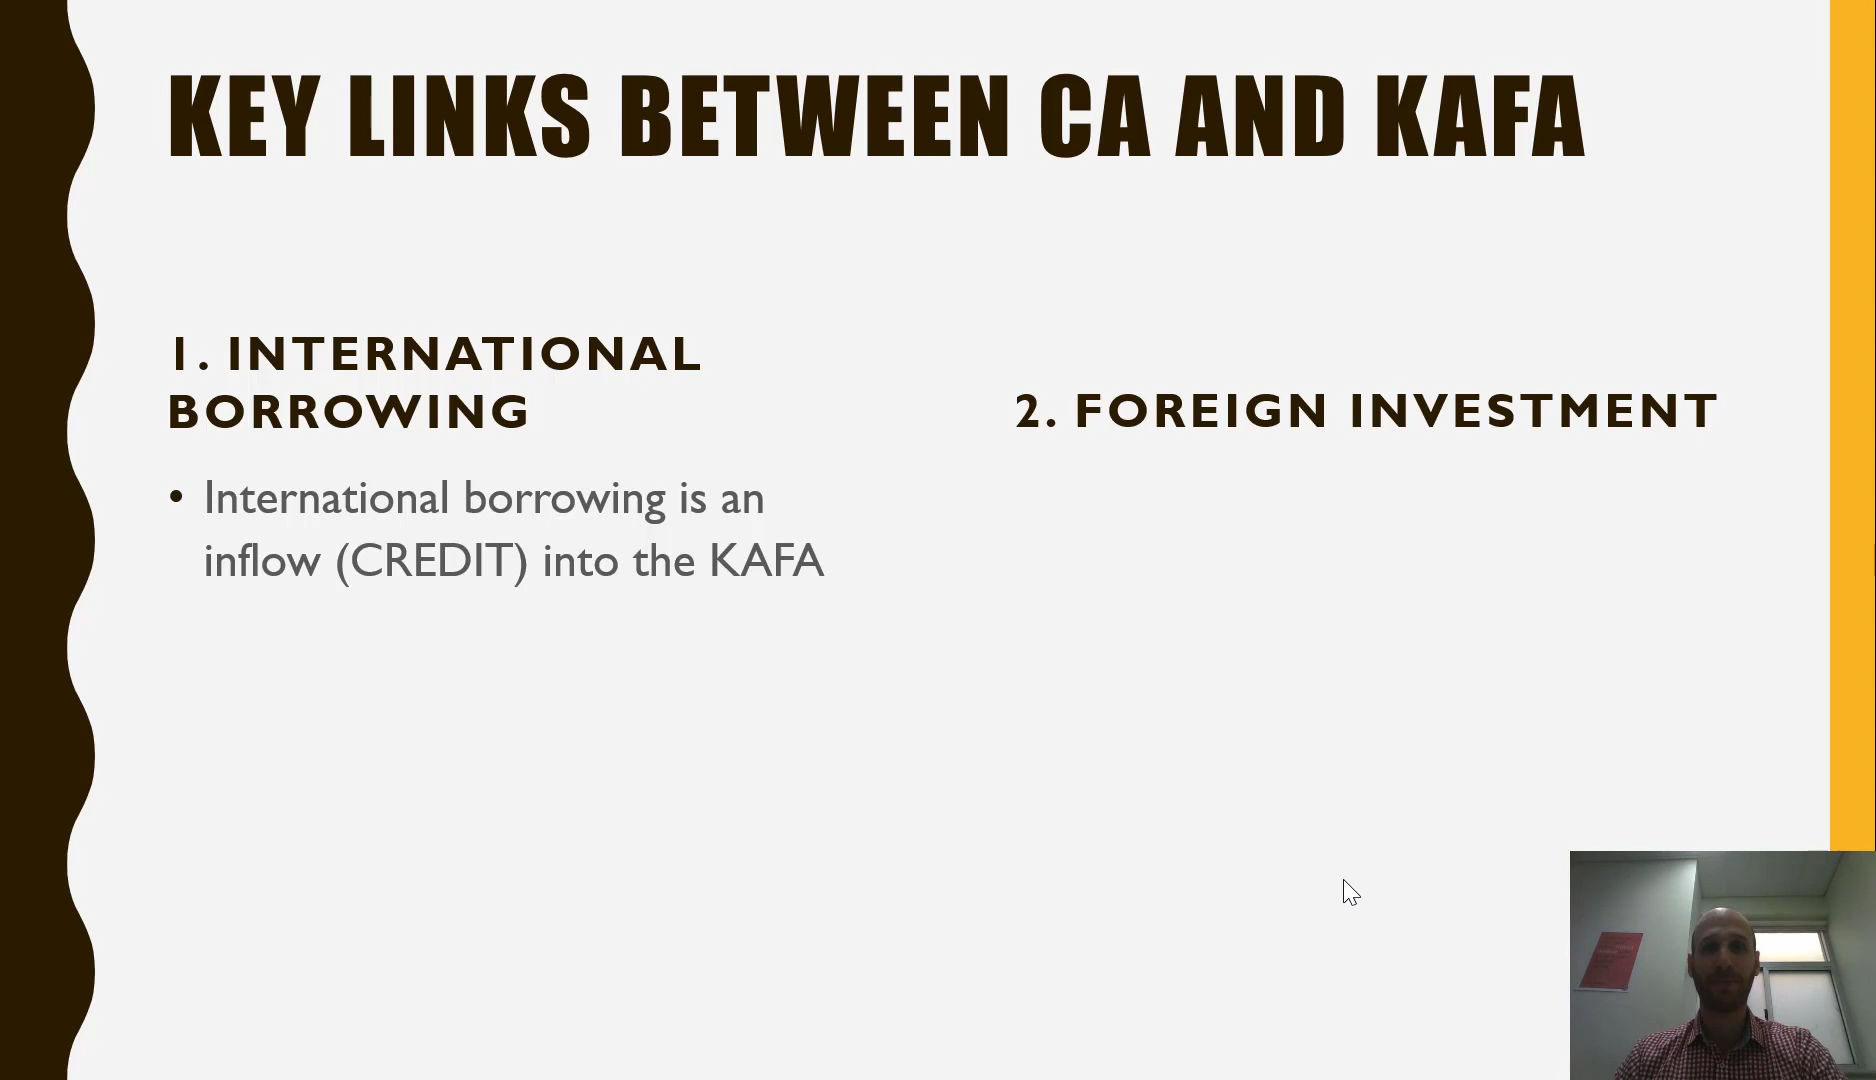 KEY LINKS BETWEEN CA AND KAFA
1. INTERNATIONAL
BORROWING
• International borrowing is an
inflow (CREDIT) into the KAFA
2. FOREIGN INVESTMENT